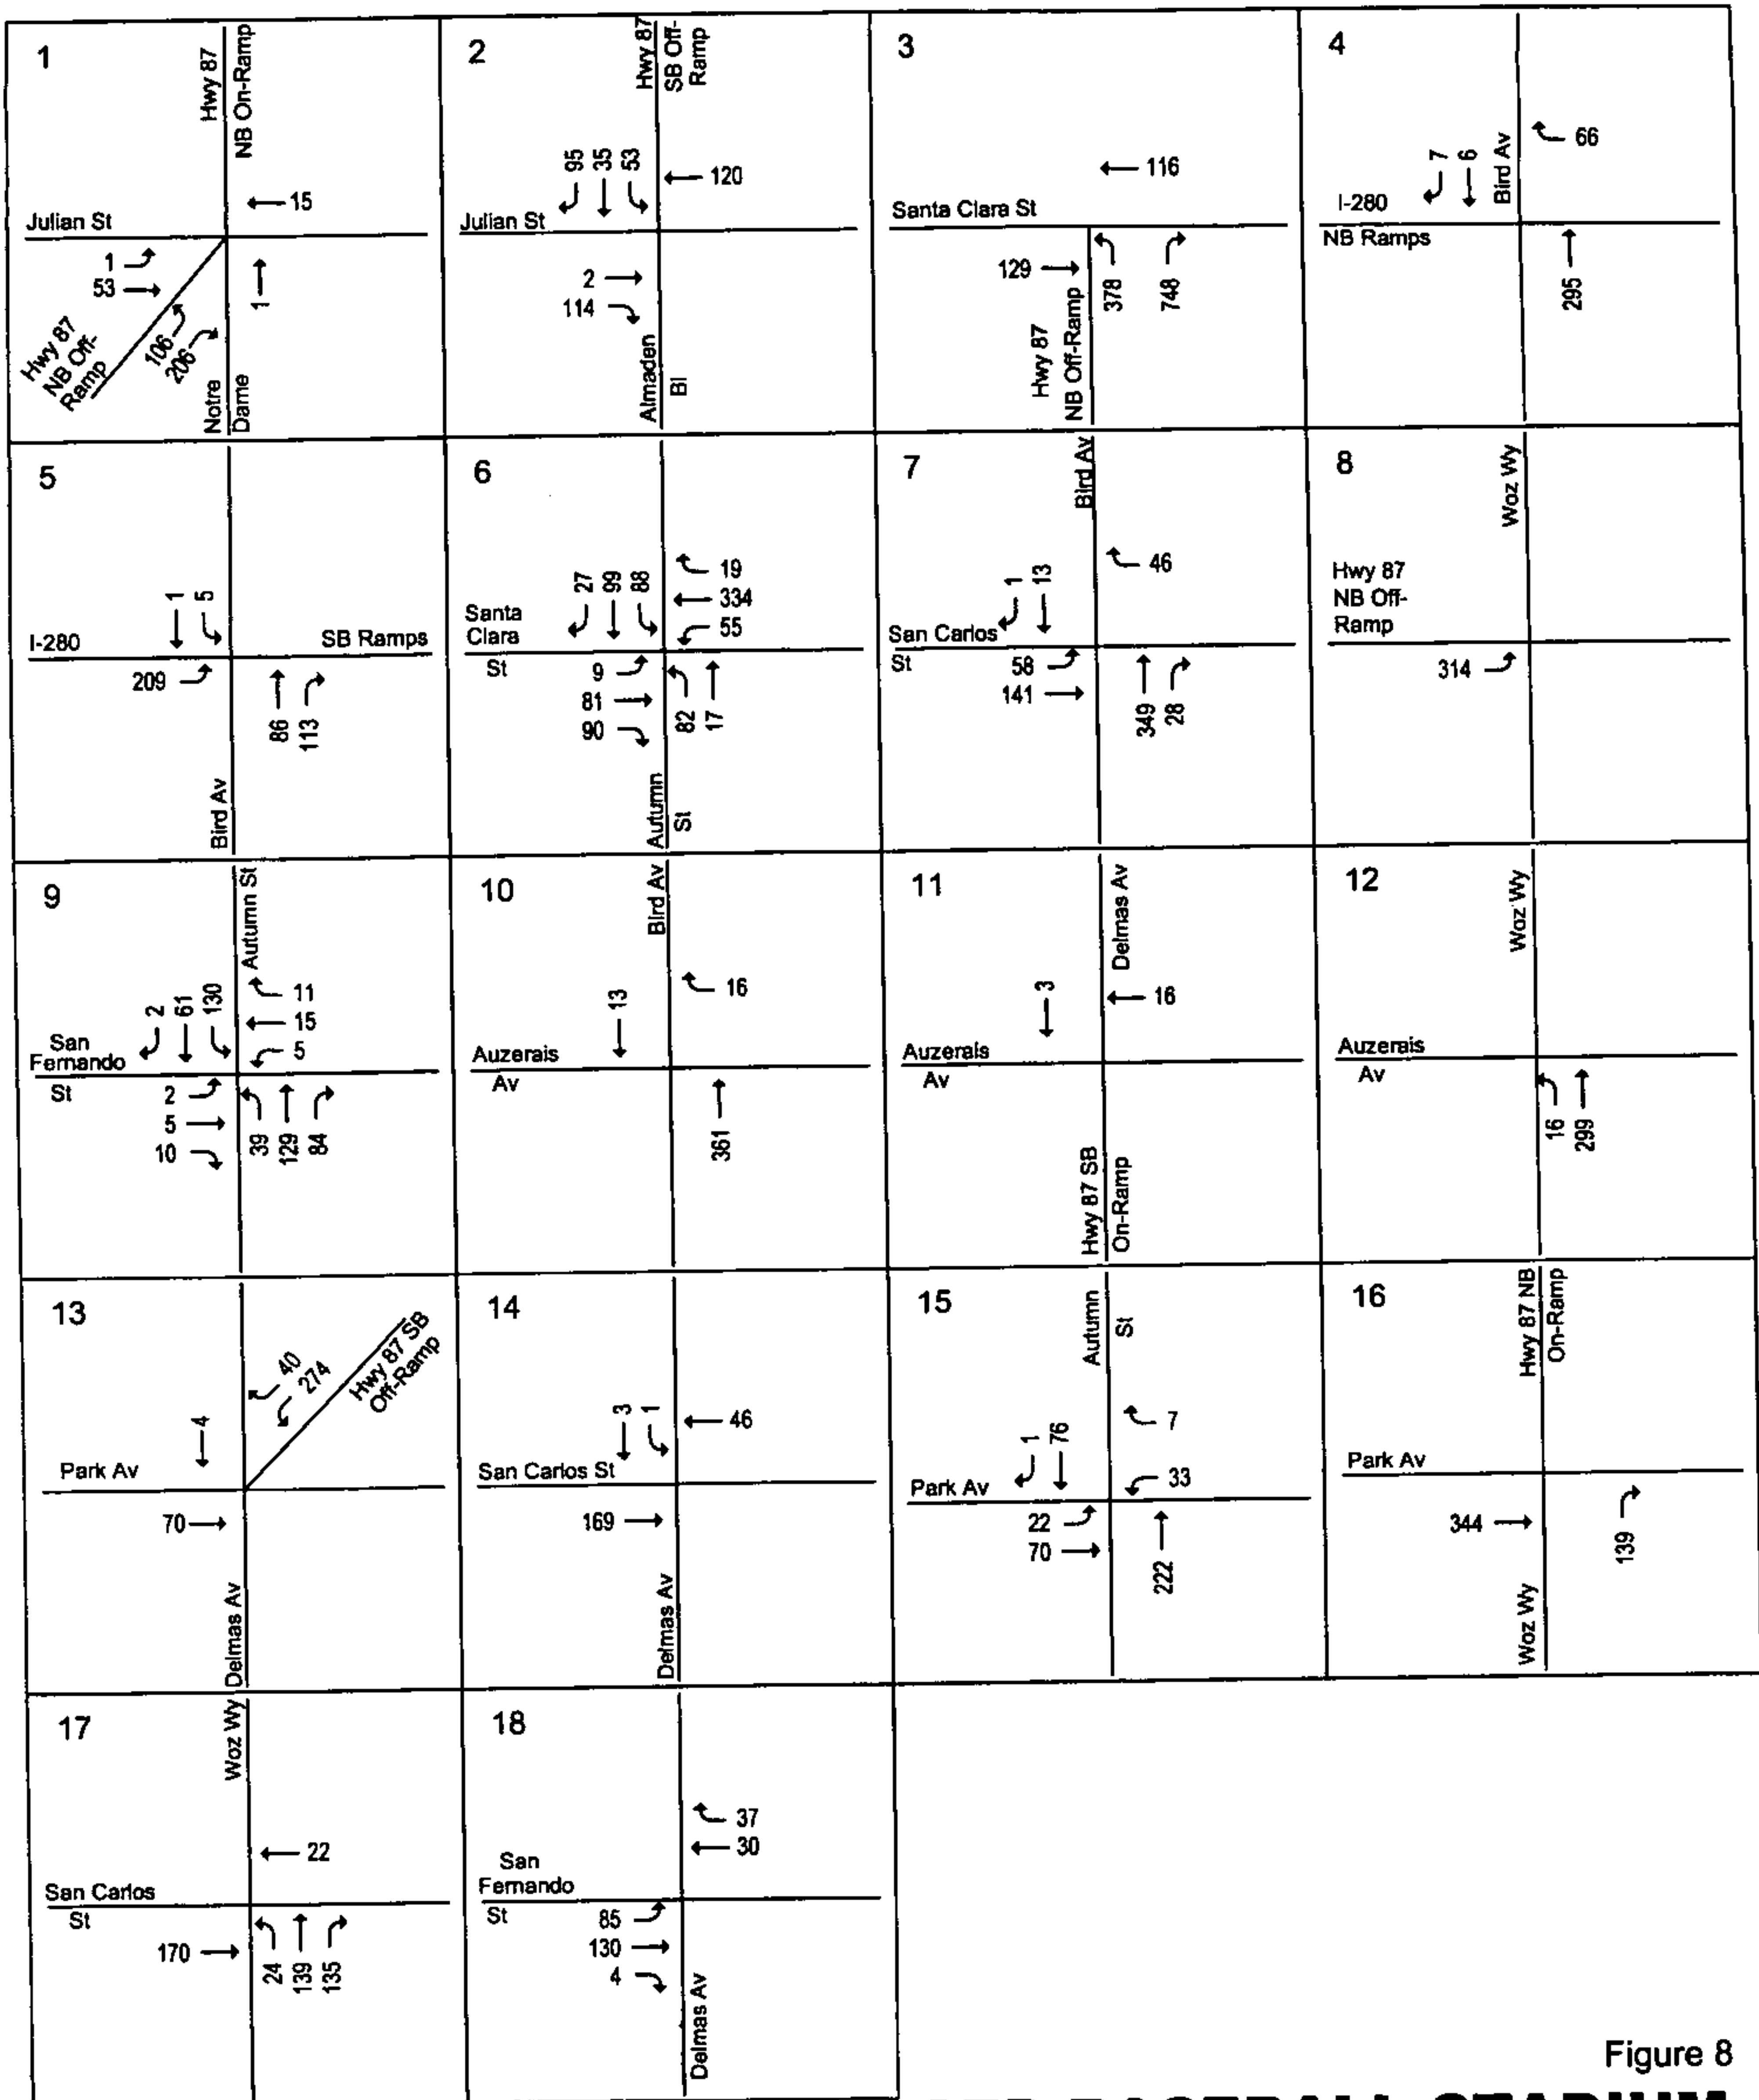 1
Hwy 87
NB On-Ramp
15
Julian St
1
53
1
106
206
Hwy 87
NB Off-
Ramp
Notre
Dame
2
Hwy 87
SB Off-
Ramp
95
35
53
120
Julian St
2
114
Almaden
Bl
3
116
Santa Clara St
129
378
748
Hwy 87
NB Off-Ramp
4
7
6
Bird Av
66
I-280
NB Ramps
295
5
1
5
I-280
SB Ramps
209
86
113
Bird Av
6
27
99
88
19
334
55
Santa
Clara
St
9
81
90
82
17
Autumn
St
7
Bird Av
1
13
46
San Carlos
St
58
141
349
28
8
Woz Wy
Hwy 87
NB Off-
Ramp
314
9
Autumn St
2
61
130
11
15
5
San
Fernando
St
2
5
10
39
129
84
10
Bird Av
13
16
Auzerais
Av
361
11
Delmas Av
3
16
Auzerais
Av
Hwy 87 SB
On-Ramp
12
Woz Wy
Auzerais
Av
16
299
13
40
274
Hwy 87 SB
Off-Ramp
4
Park Av
70
Delmas Av
14
3
1
46
San Carlos St
169
Delmas Av
15
Autumn
St
1
76
7
33
Park Av
22
70
222
16
Hwy 87 NB
On-Ramp
Park Av
344
139
Woz Wy
17
Woz Wy
22
San Carlos
St
170
24
139
135
18
37
30
San
Fernando
St
85
130
4
Delmas Av
Figure 8
BASEBALL STADIUM